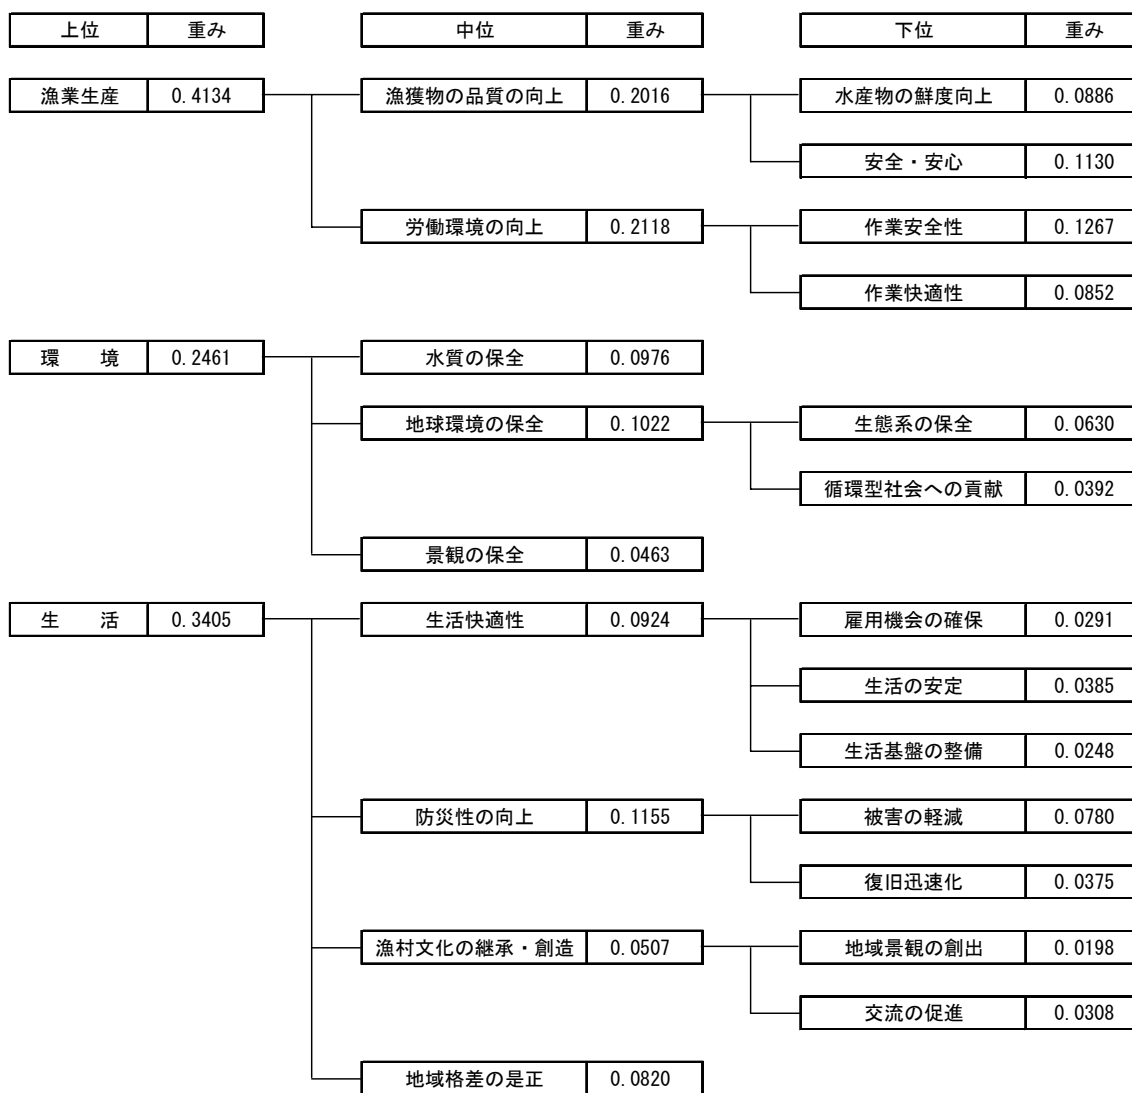 上位 重み 中位 重み 下位 重み
漁業生産 0.4134 漁獲物の品質の向上 0.2016 水産物の鮮度向上 0.0886
安全・安心 0.1130
労働環境の向上 0.2118 作業安全性 0.1267
作業快適性 0.0852
環 境 0.2461 水質の保全 0.0976
地球環境の保全 0.1022 生態系の保全 0.0630
循環型社会への貢献 0.0392
景観の保全 0.0463
生 活 0.3405 生活快適性 0.0924 雇用機会の確保 0.0291
生活の安定 0.0385
生活基盤の整備 0.0248
防災性の向上 0.1155 被害の軽減 0.0780
復旧迅速化 0.0375
漁村文化の継承・創造 0.0507 地域景観の創出 0.0198
交流の促進 0.0308
地域格差の是正 0.0820